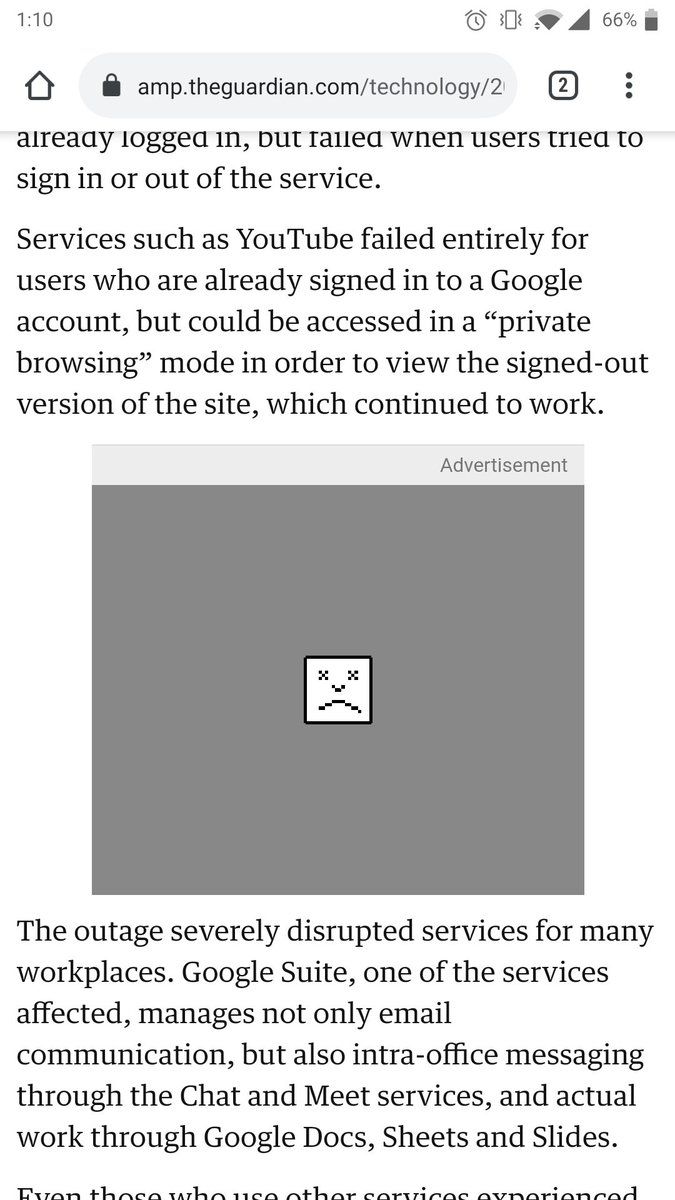 1:10
66%
amp.theguardian.com/technology/2
2
already logged in, but failed when users tried to
sign in or out of the service.
Services such as YouTube failed entirely for
users who are already signed in to a Google
account, but could be accessed in a “private
browsing” mode in order to view the signed-out
version of the site, which continued to work.
Advertisement
The outage severely disrupted services for many
workplaces. Google Suite, one of the services
affected, manages not only email
communication, but also intra-office messaging
through the Chat and Meet services, and actual
work through Google Docs, Sheets and Slides.
Even those who use other services experienced